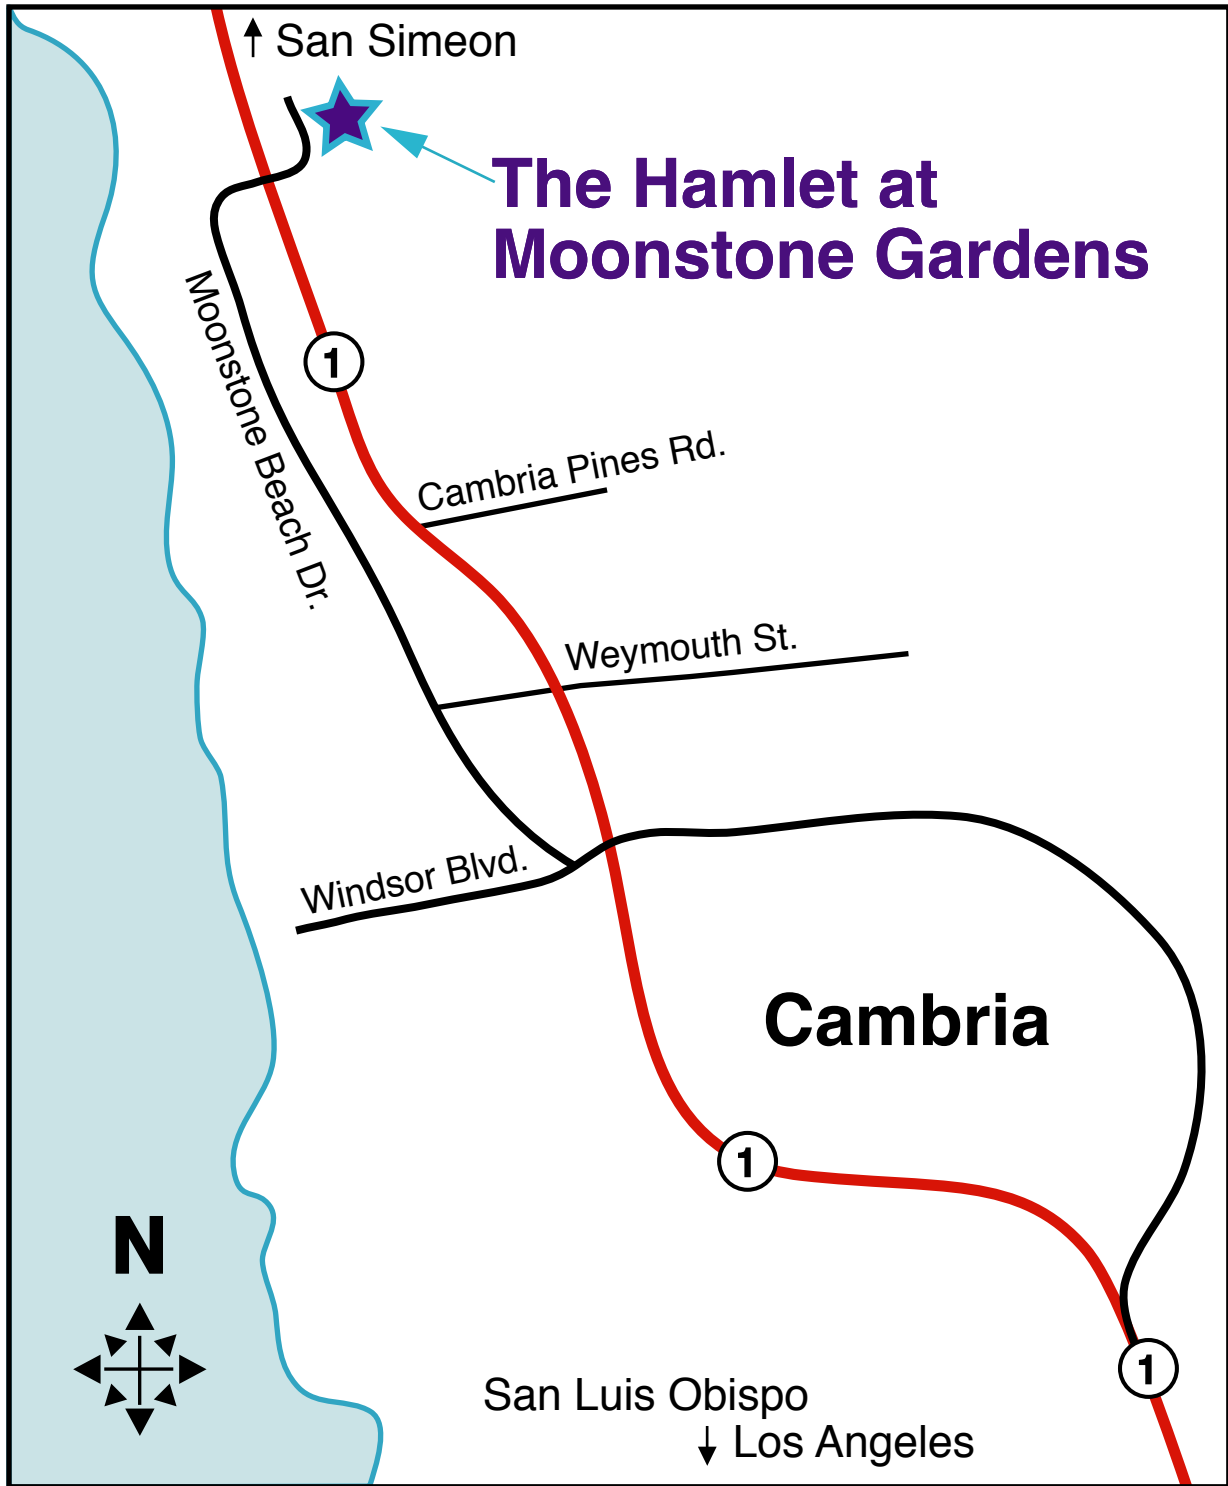 San Simeon
The Hamlet at
Moonstone Gardens
Moonstone Beach Dr.
1
Cambria Pines Rd.
Weymouth St.
Windsor Blvd.
Cambria
1
N
1
San Luis Obispo
Los Angeles